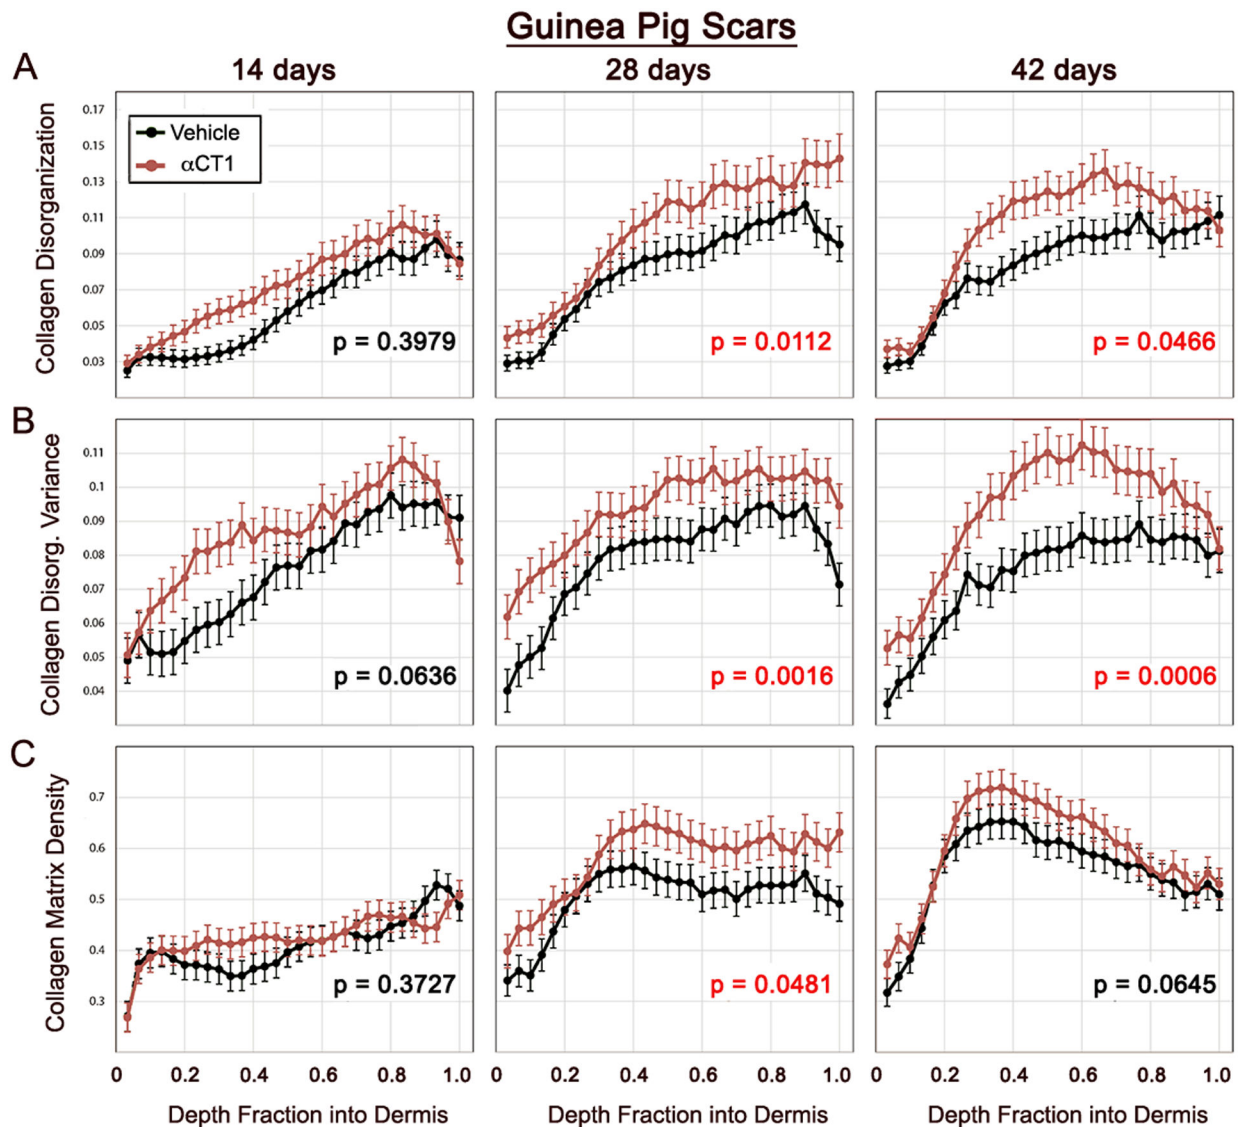 Guinea Pig Scars
14 days
28 days
42 days
A
Collagen Disorganization
0.17
0.15
0.13
0.11
0.09
0.07
0.05
0.03
Vehicle
αCT1
p = 0.3979
p = 0.0112
p = 0.0466
B
Collagen Disorg. Variance
0.11
0.1
0.09
0.08
0.07
0.06
0.05
0.04
p = 0.0636
p = 0.0016
p = 0.0006
C
Collagen Matrix Density
0.7
0.6
0.5
0.4
0.3
p = 0.3727
p = 0.0481
p = 0.0645
0 0.2 0.4 0.6 0.8 1.0
0 0.2 0.4 0.6 0.8 1.0
0 0.2 0.4 0.6 0.8 1.0
Depth Fraction into Dermis
Depth Fraction into Dermis
Depth Fraction into Dermis